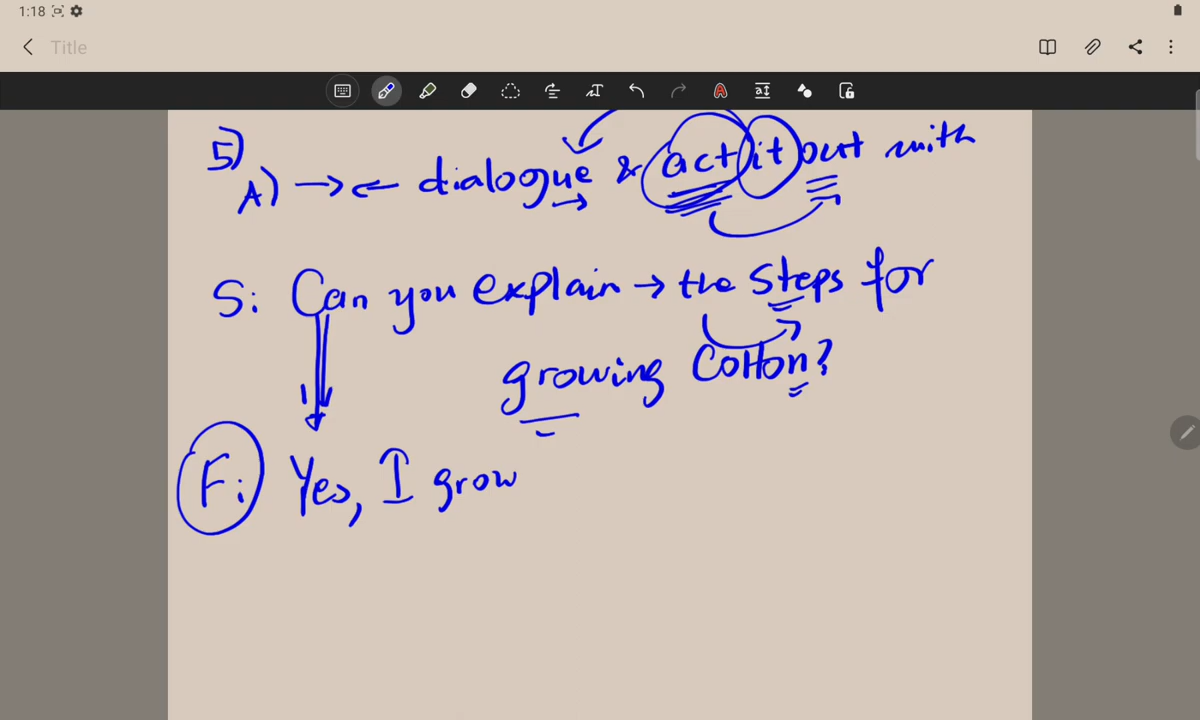 1:18
Title
5)
A) → ← dialogue & act it out with
S: Can you explain → the steps for
growing Cotton?
F: Yes, I grow